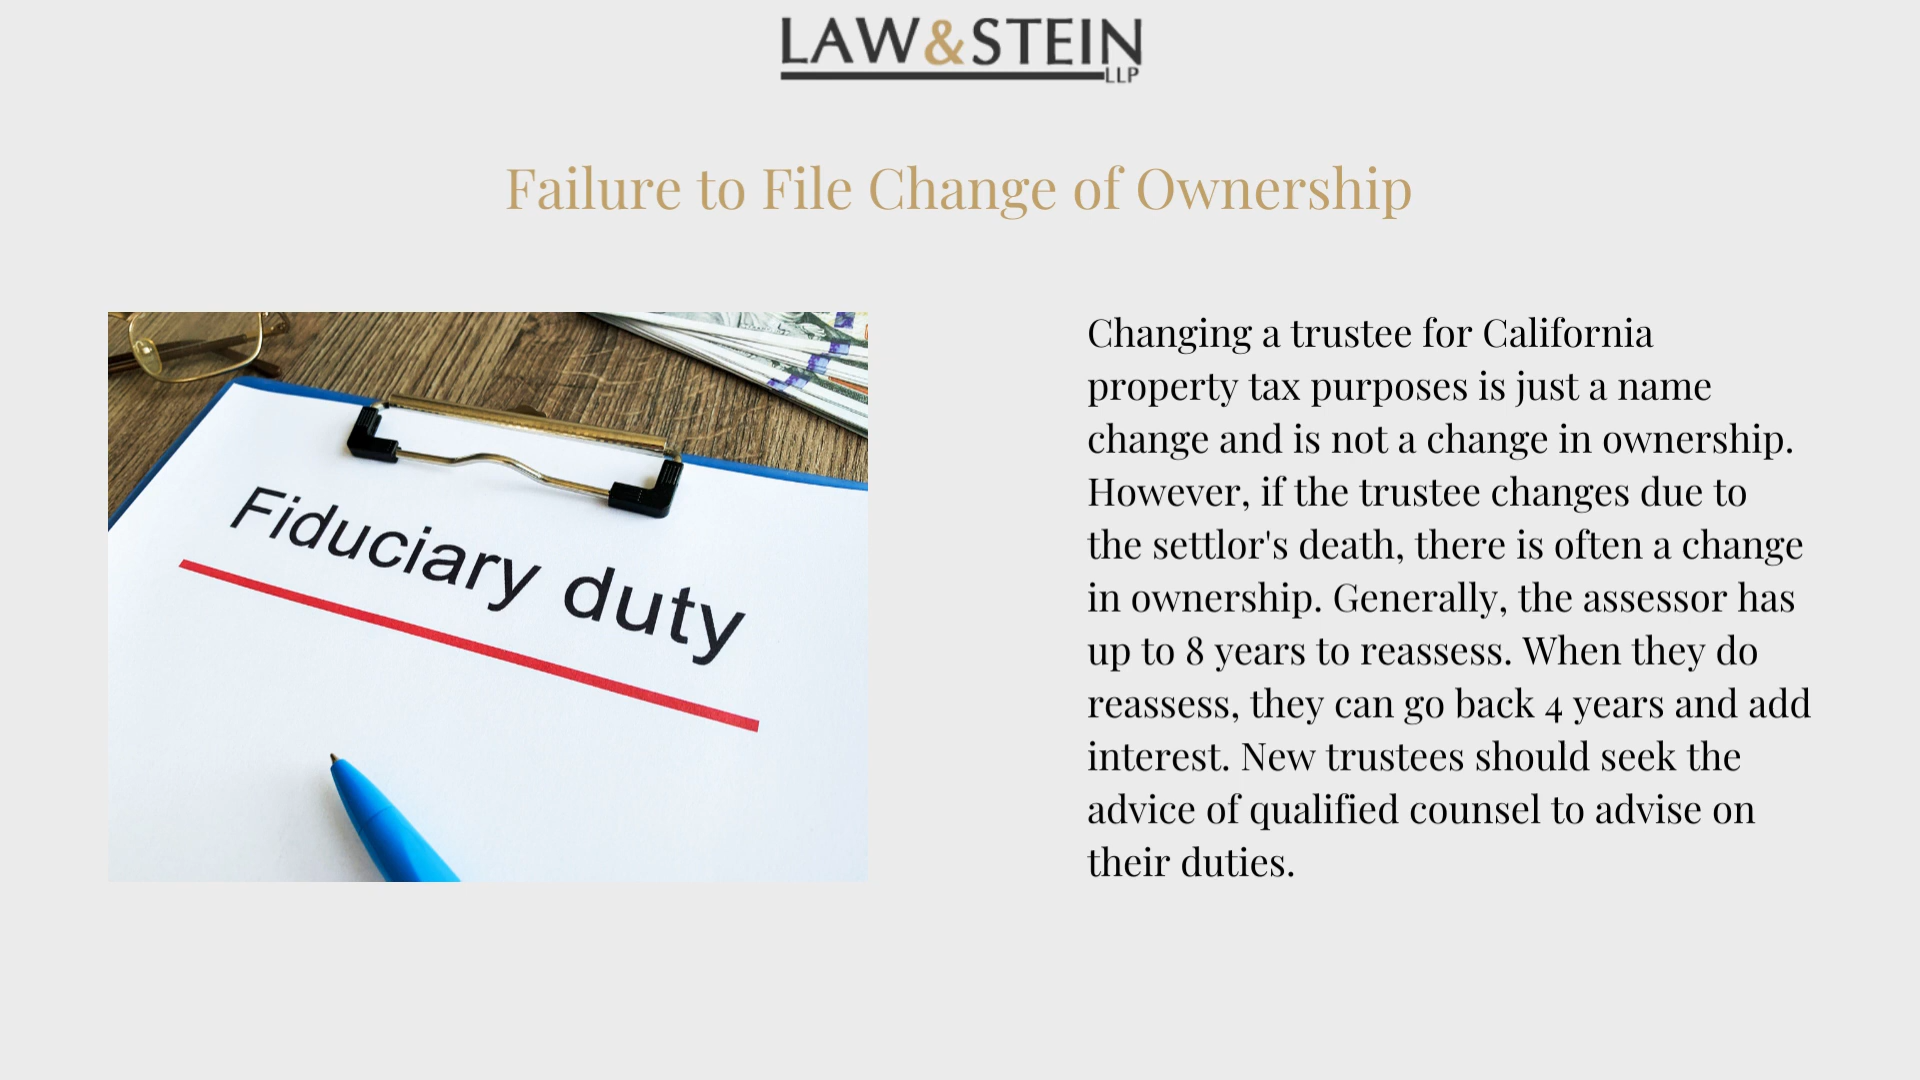 LAW&STEIN
LLP
Failure to File Change of Ownership
Fiduciary duty
Changing a trustee for California
property tax purposes is just a name
change and is not a change in ownership.
However, if the trustee changes due to
the settlor's death, there is often a change
in ownership. Generally, the assessor has
up to 8 years to reassess. When they do
reassess, they can go back 4 years and add
interest. New trustees should seek the
advice of qualified counsel to advise on
their duties.